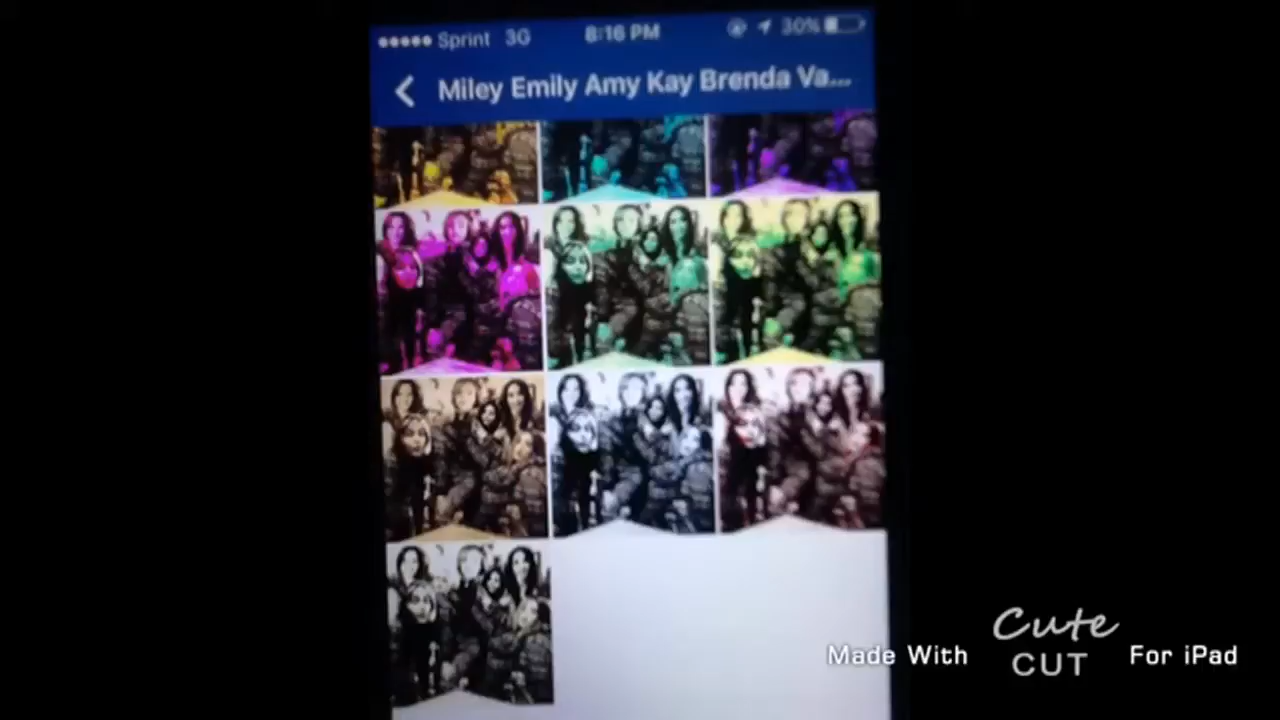 Sprint 3G 8:16 PM 30%
Miley Emily Amy Kay Brenda Va...
Made With Cute CUT For iPad